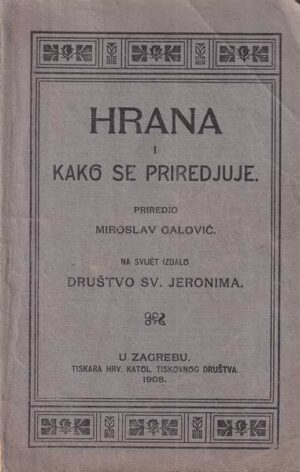 HRANA
I
KAKO SE PRIREDJUJE.
PRIREDIO
MIROSLAV GALOVIĆ.
NA SVIJET IZDALO
DRUŠTVO SV. JERONIMA.
U ZAGREBU.
TISKARA HRV. KATOL. TISKOVNOG DRUŠTVA.
1908.